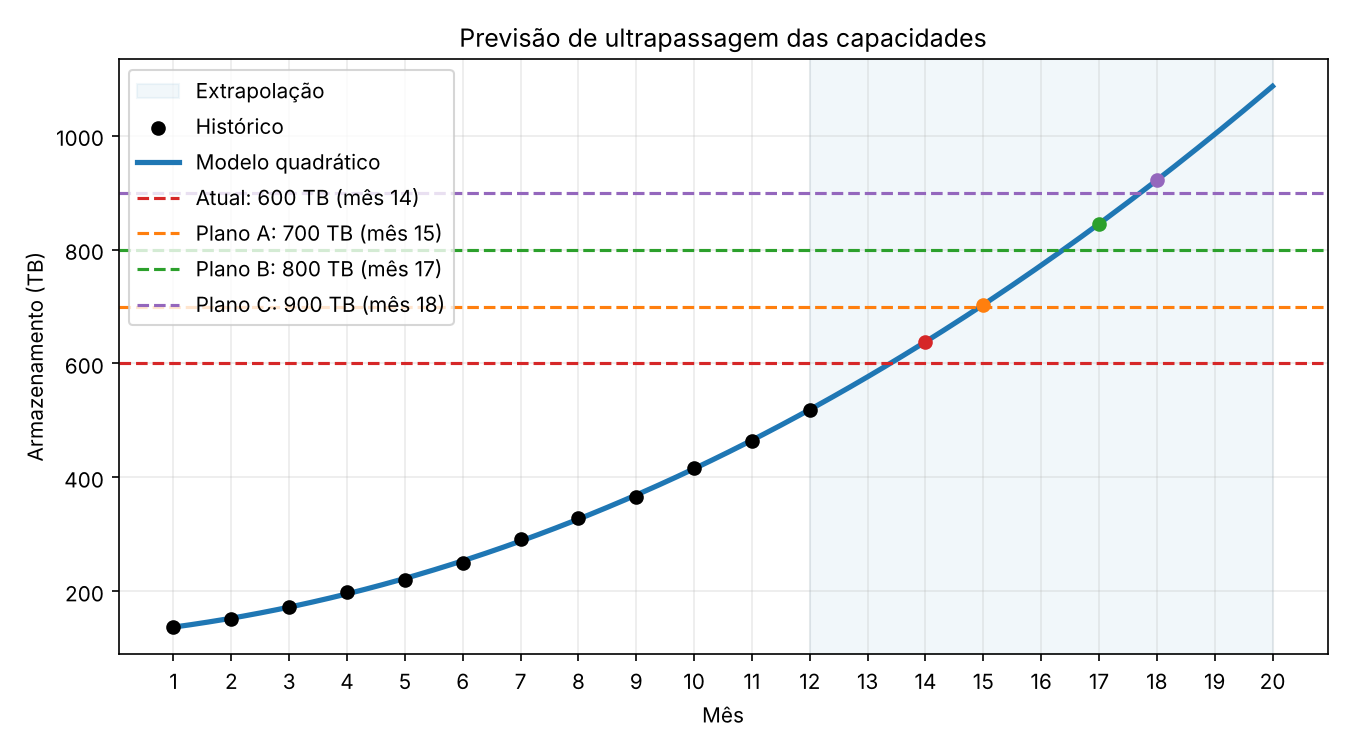 Previsão de ultrapassagem das capacidades
Extrapolação
Histórico
Modelo quadrático
Atual: 600 TB (mês 14)
Plano A: 700 TB (mês 15)
Plano B: 800 TB (mês 17)
Plano C: 900 TB (mês 18)
Armazenamento (TB)
1000
800
600
400
200
1 2 3 4 5 6 7 8 9 10 11 12 13 14 15 16 17 18 19 20
Mês